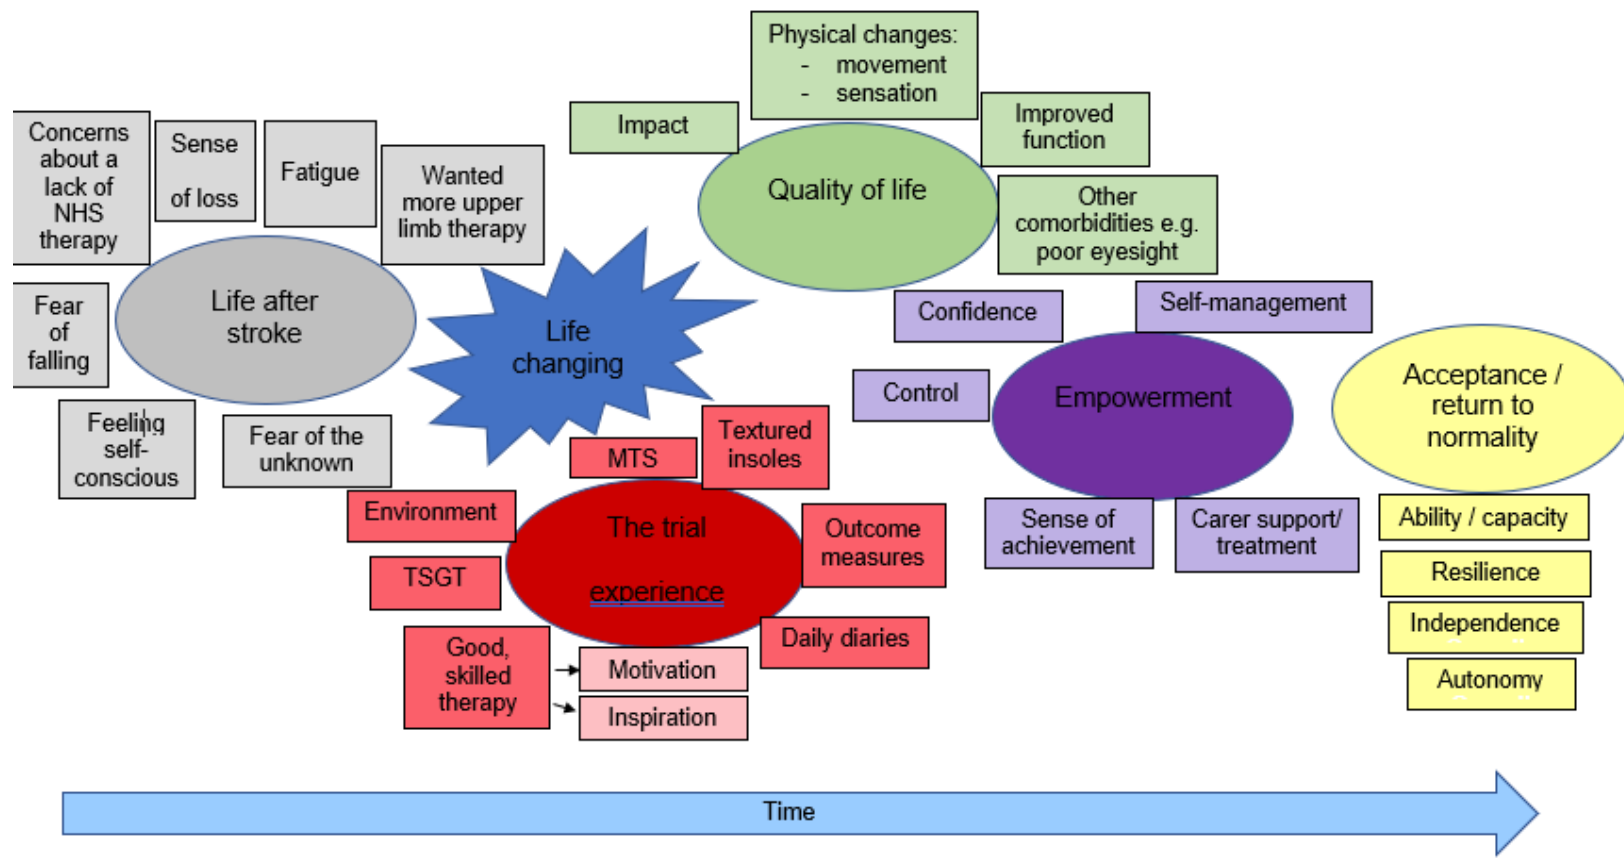 Physical changes:
- movement
- sensation
Impact
Improved
function
Quality of life
Other
comorbidities e.g.
poor eyesight
Concerns
about a
lack of
NHS
therapy
Sense
of loss
Fatigue
Wanted
more upper
limb therapy
Life after
stroke
Fear
of
falling
Feeling
self-
conscious
Fear of the
unknown
Life
changing
Confidence
Self-management
Control
Empowerment
Sense of
achievement
Carer support/
treatment
Acceptance /
return to
normality
Ability / capacity
Resilience
Independence
Autonomy
MTS
Textured
insoles
Environment
The trial
experience
Outcome
measures
TSGT
Daily diaries
Good,
skilled
therapy
Motivation
Inspiration
Time